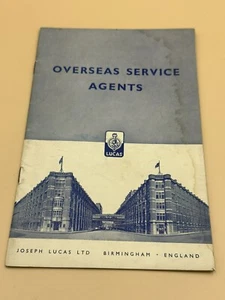 OVERSEAS SERVICE
AGENTS
LUCAS
JOSEPH LUCAS LTD BIRMINGHAM · ENGLAND